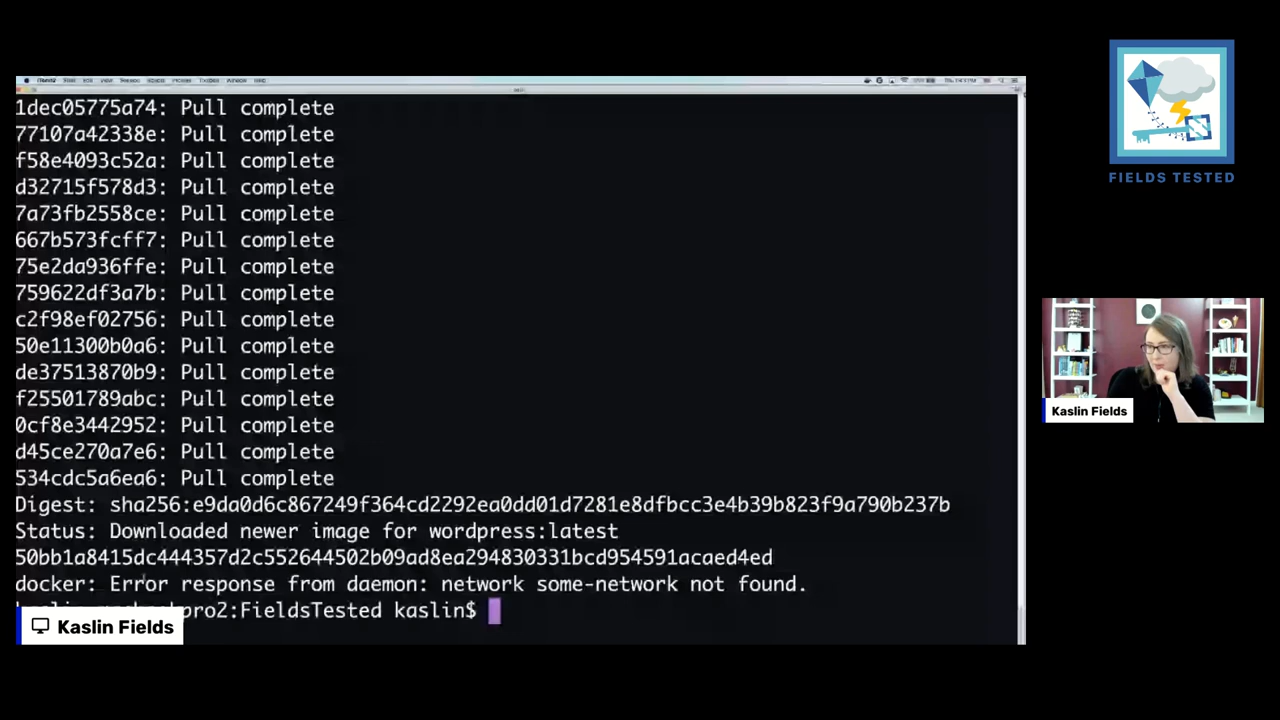 1dec05775a74: Pull complete
77107a42338e: Pull complete
f58e4093c52a: Pull complete
d32715f578d3: Pull complete
7a73fb2558ce: Pull complete
667b573fcff7: Pull complete
75e2da936ffe: Pull complete
759622df3a7b: Pull complete
c2f98ef02756: Pull complete
50e11300b0a6: Pull complete
de37513870b9: Pull complete
f25501789abc: Pull complete
0cf8e3442952: Pull complete
d45ce270a7e6: Pull complete
534cdc5a6ea6: Pull complete
Digest: sha256:e9da0d6c867249f364cd2292ea0dd01d7281e8dfbcc3e4b39b823f9a790b237b
Status: Downloaded newer image for wordpress:latest
50bb1a8415dc444357d2c552644502b09ad8ea294830331bcd954591acaed4ed
docker: Error response from daemon: network some-network not found.
pro2:FieldsTested kaslin$
Kaslin Fields
FIELDS TESTED
Kaslin Fields